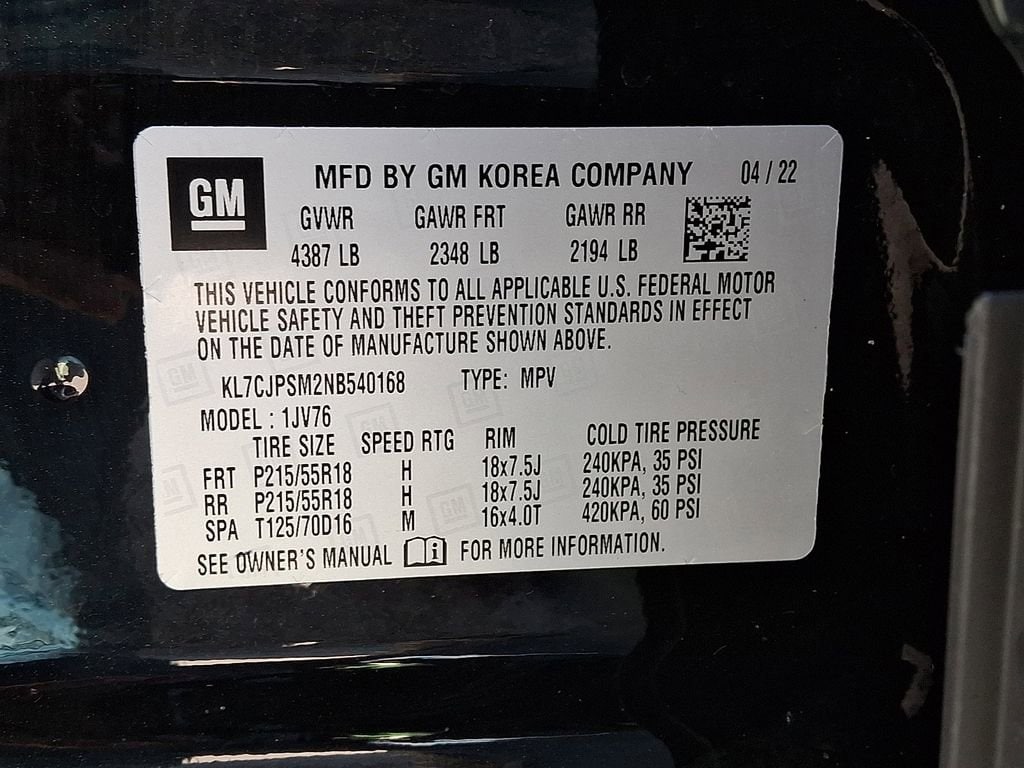 GM
MFD BY GM KOREA COMPANY 04 / 22
GVWR GAWR FRT GAWR RR
4387 LB 2348 LB 2194 LB
THIS VEHICLE CONFORMS TO ALL APPLICABLE U.S. FEDERAL MOTOR
VEHICLE SAFETY AND THEFT PREVENTION STANDARDS IN EFFECT
ON THE DATE OF MANUFACTURE SHOWN ABOVE.
KL7CJPSM2NB540168 TYPE: MPV
MODEL : 1JV76
TIRE SIZE SPEED RTG RIM COLD TIRE PRESSURE
FRT P215/55R18 H 18x7.5J 240KPA, 35 PSI
RR P215/55R18 H 18x7.5J 240KPA, 35 PSI
SPA T125/70D16 M 16x4.0T 420KPA, 60 PSI
SEE OWNER'S MANUAL FOR MORE INFORMATION.